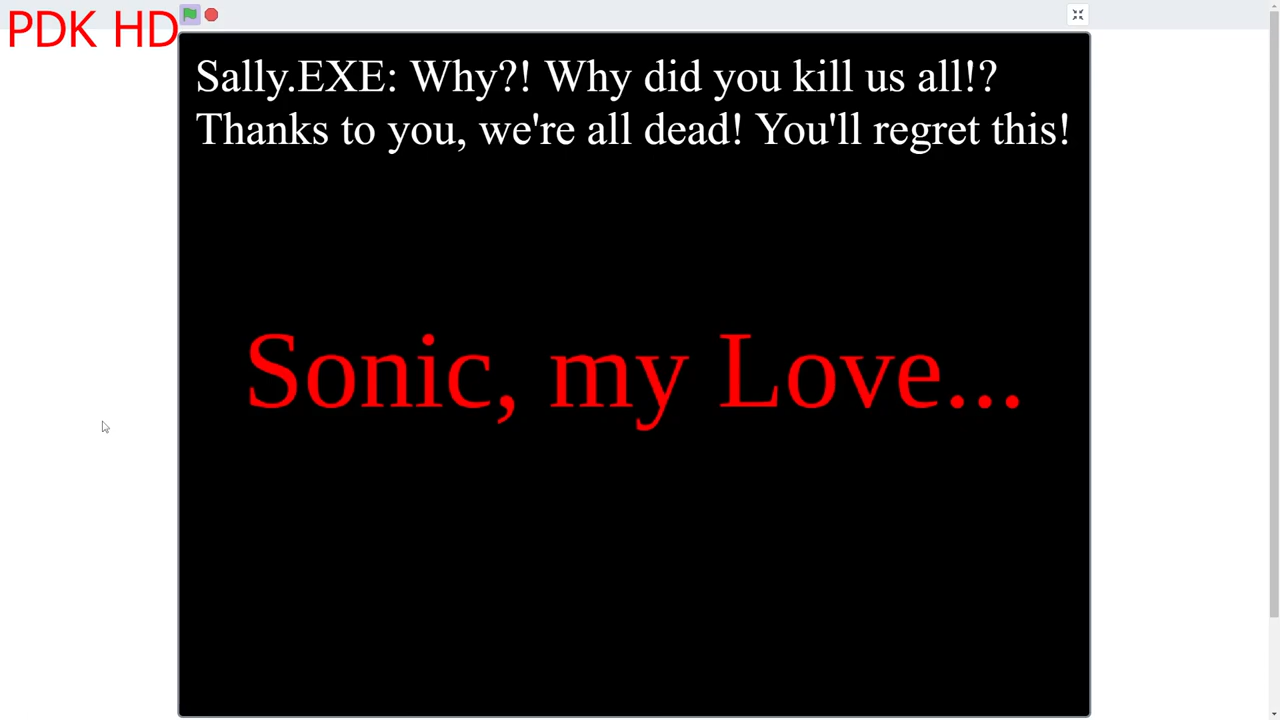 PDK HD
Sally.EXE: Why?! Why did you kill us all!?
Thanks to you, we're all dead! You'll regret this!
Sonic, my Love...